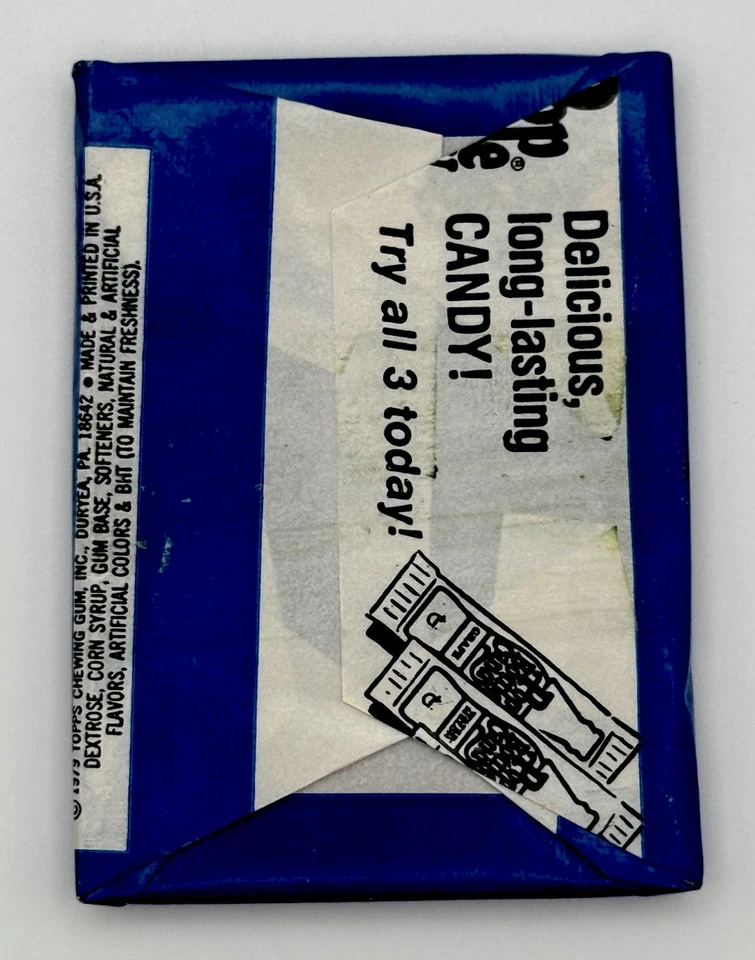 Delicious,
long-lasting
CANDY!
Try all 3 today!
© 1979 TOPPS CHEWING GUM, INC., DURYEA, PA. 18642 • MADE & PRINTED IN U.S.A.
DEXTROSE, CORN SYRUP, GUM BASE, SOFTENERS, NATURAL & ARTIFICIAL
FLAVORS, ARTIFICIAL COLORS & BHT (TO MAINTAIN FRESHNESS).